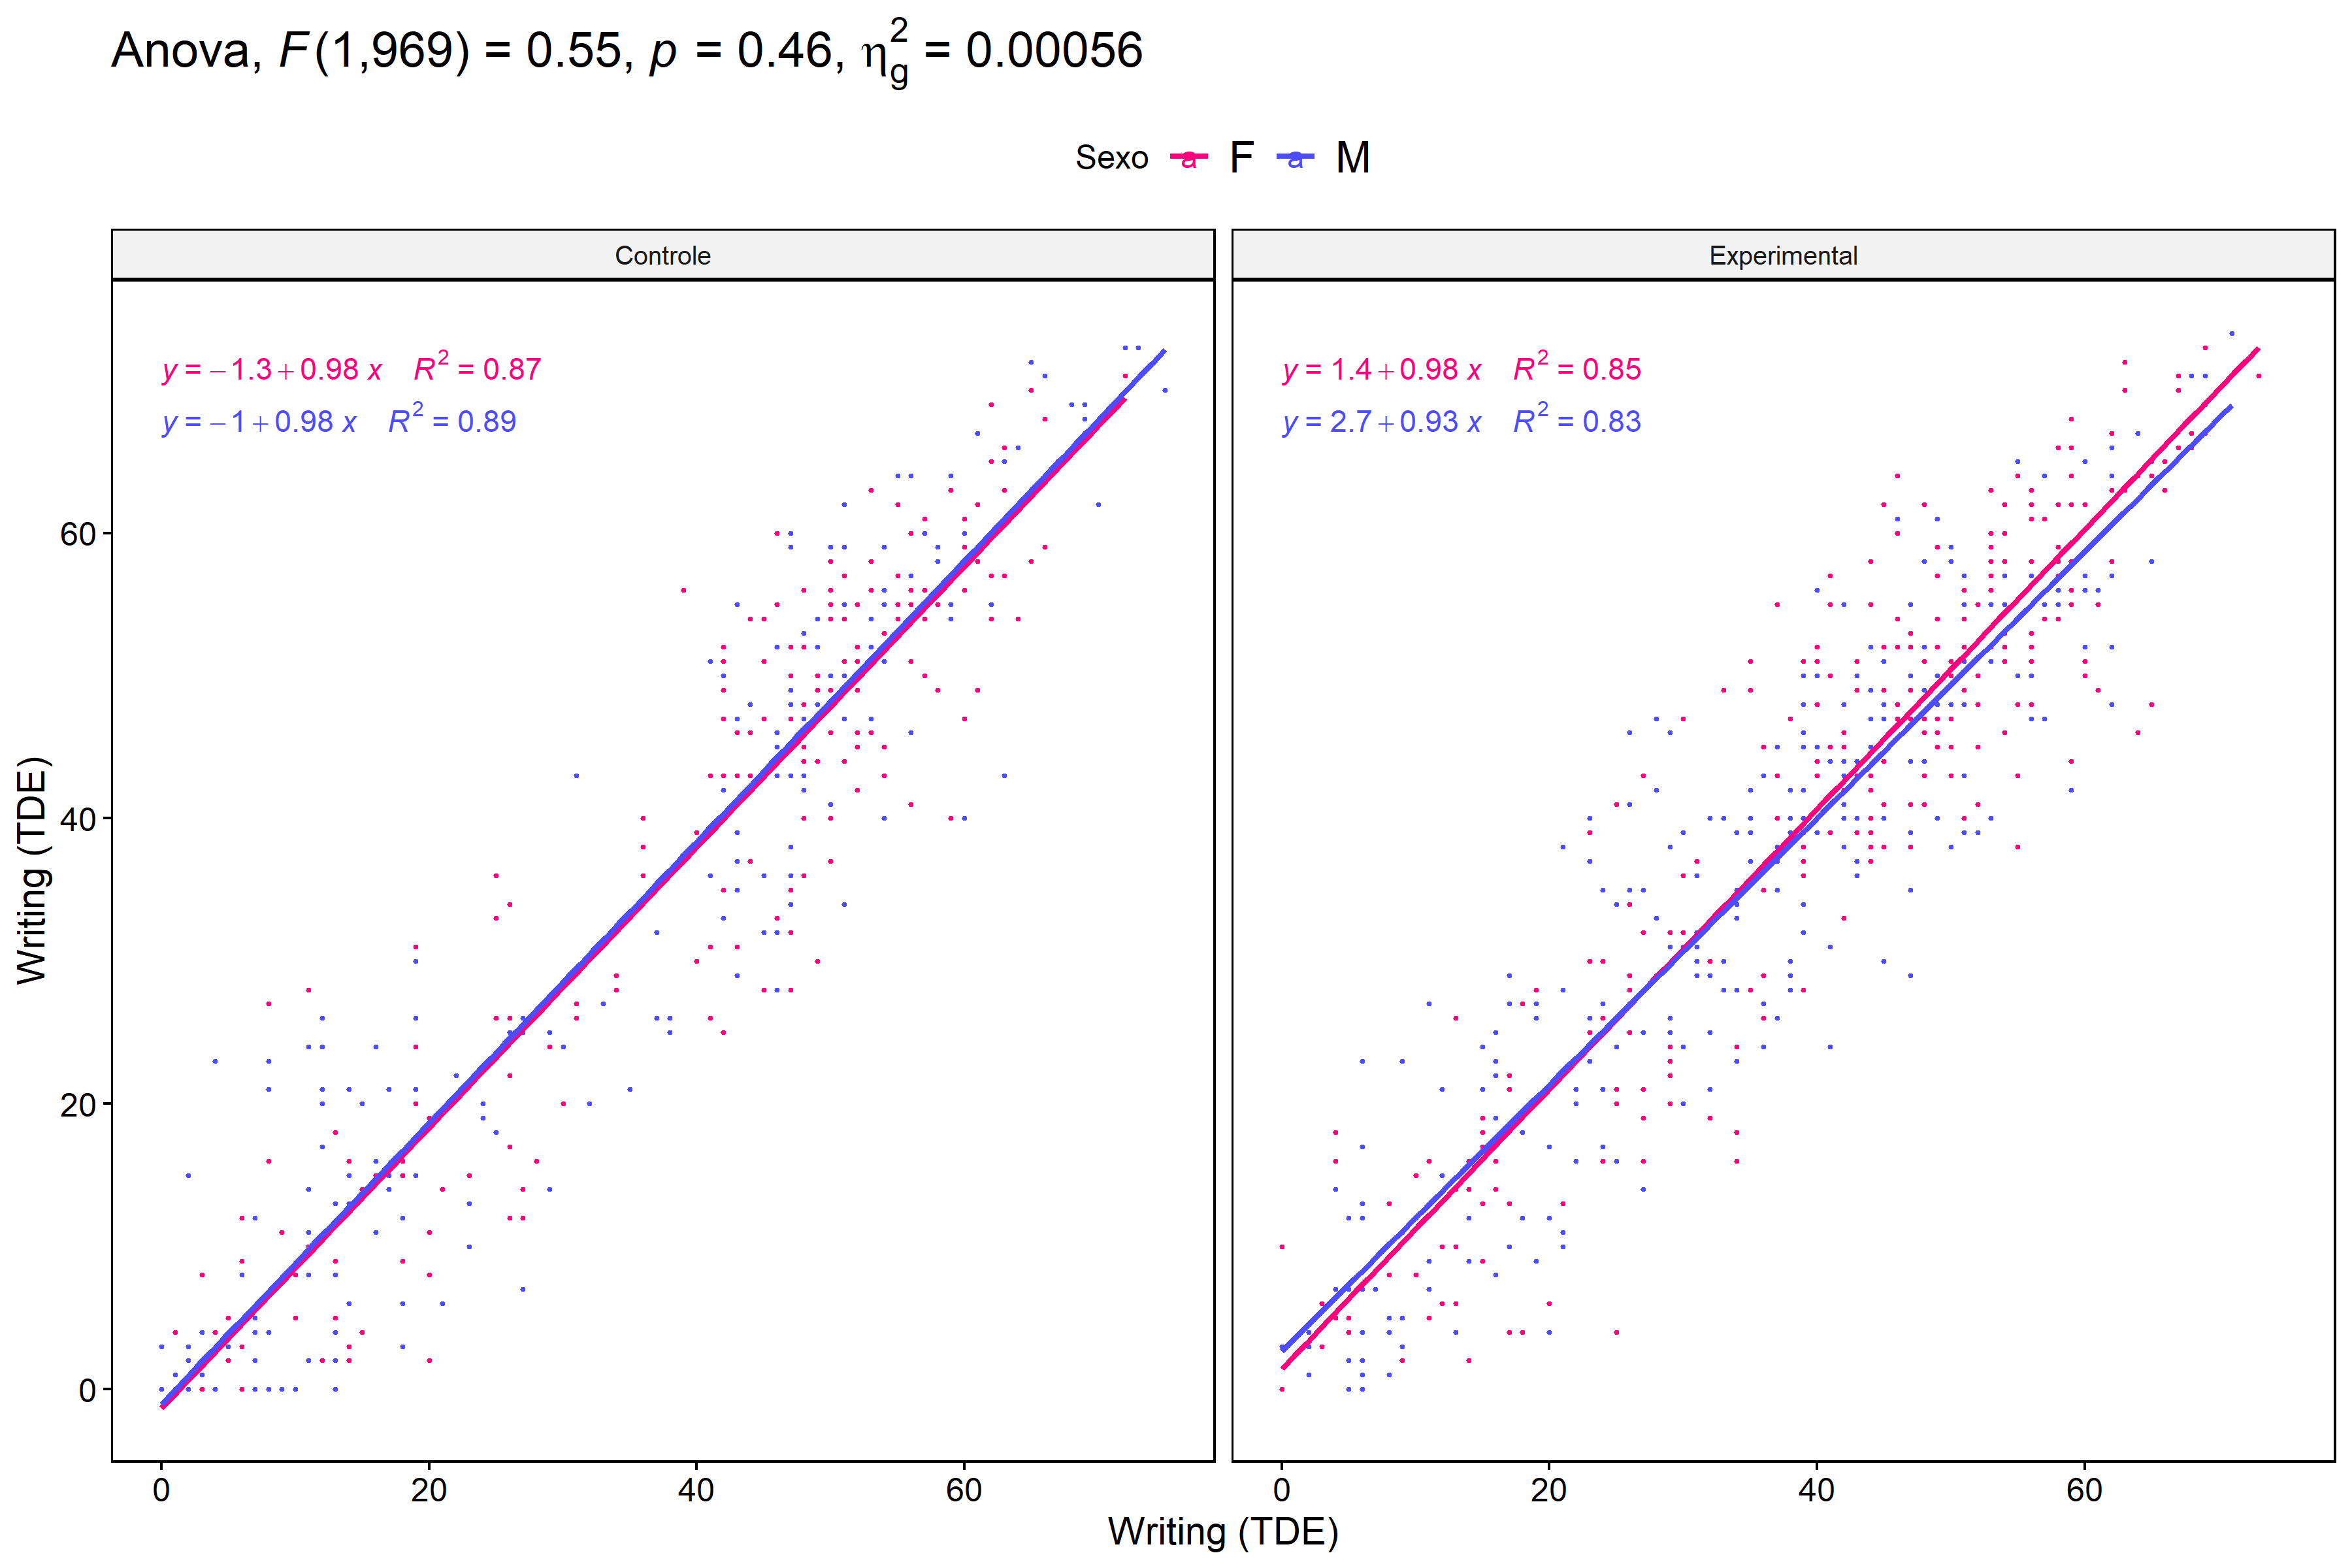 Anova, F(1,969) = 0.55, p = 0.46, η²g = 0.00056
Sexo a F a M
Controle
Experimental
y = −1.3 + 0.98 x R² = 0.87
y = −1 + 0.98 x R² = 0.89
y = 1.4 + 0.98 x R² = 0.85
y = 2.7 + 0.93 x R² = 0.83
Writing (TDE)
60
40
20
0
0 20 40 60
0 20 40 60
Writing (TDE)